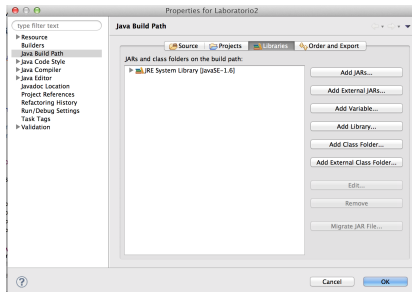 Properties for Laboratorio2
type filter text
Resource
Builders
Java Build Path
Java Code Style
Java Compiler
Java Editor
Javadoc Location
Project References
Refactoring History
Run/Debug Settings
Task Tags
Validation
Java Build Path
Source
Projects
Libraries
Order and Export
JARs and class folders on the build path:
JRE System Library [JavaSE-1.6]
Add JARs...
Add External JARs...
Add Variable...
Add Library...
Add Class Folder...
Add External Class Folder...
Edit...
Remove
Migrate JAR File...
?
Cancel
OK